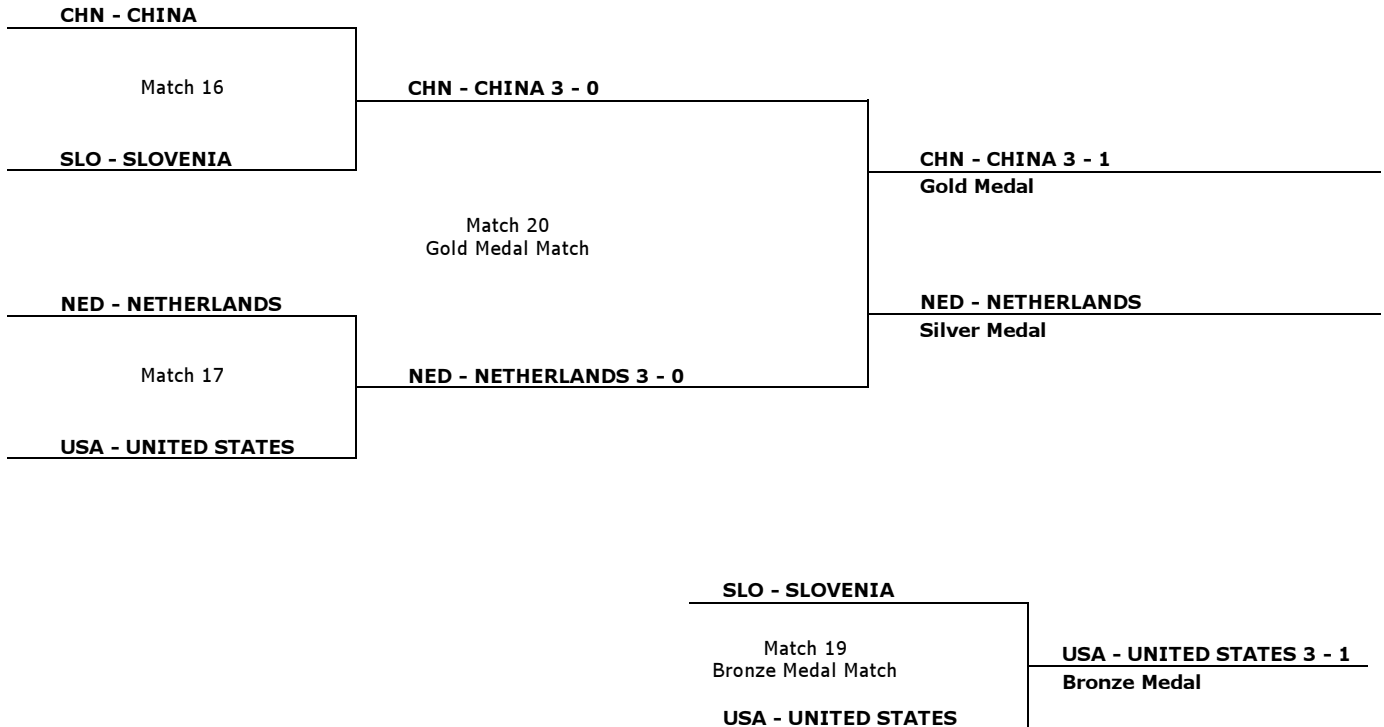 CHN - CHINA
Match 16
CHN - CHINA 3 - 0
SLO - SLOVENIA
CHN - CHINA 3 - 1
Gold Medal
Match 20
Gold Medal Match
NED - NETHERLANDS
NED - NETHERLANDS
Silver Medal
Match 17
NED - NETHERLANDS 3 - 0
USA - UNITED STATES
SLO - SLOVENIA
Match 19
Bronze Medal Match
USA - UNITED STATES 3 - 1
Bronze Medal
USA - UNITED STATES